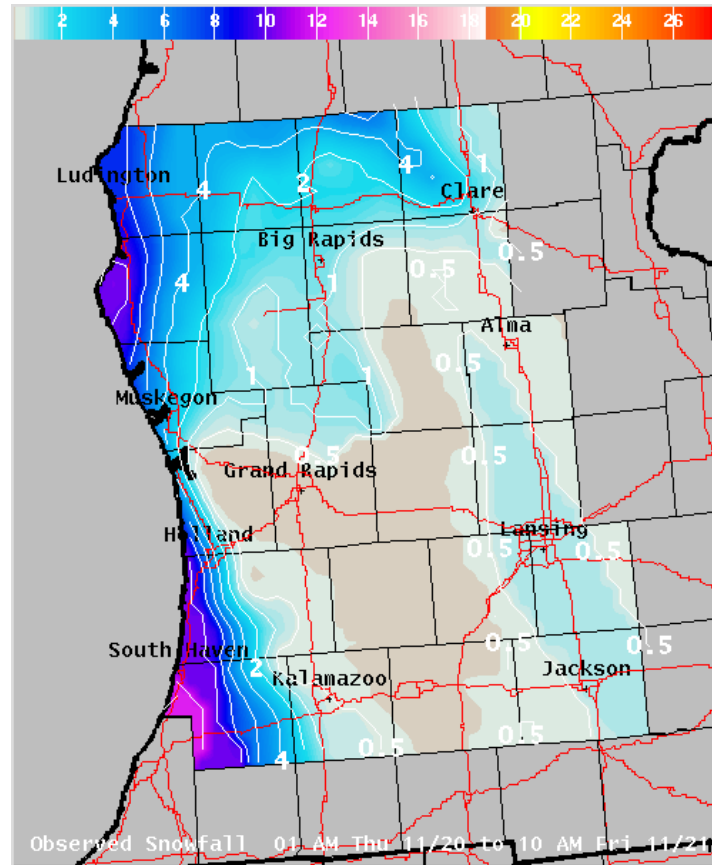 2 4 6 8 10 12 16 18 20 22 24 26
Ludington
4
2
4
1
Clare
Big Rapids
0.5
0.5
4
1
Alma
0.5
1
1
Muskegon
0.5
0.5
Grand Rapids
Holland
Lansing
0.5
0.5
South Haven
2
0.5
0.5
Kalamazoo
Jackson
0.5
0.5
4
Observed Snowfall 01 AM Thu 11/20 to 10 AM Fri 11/21